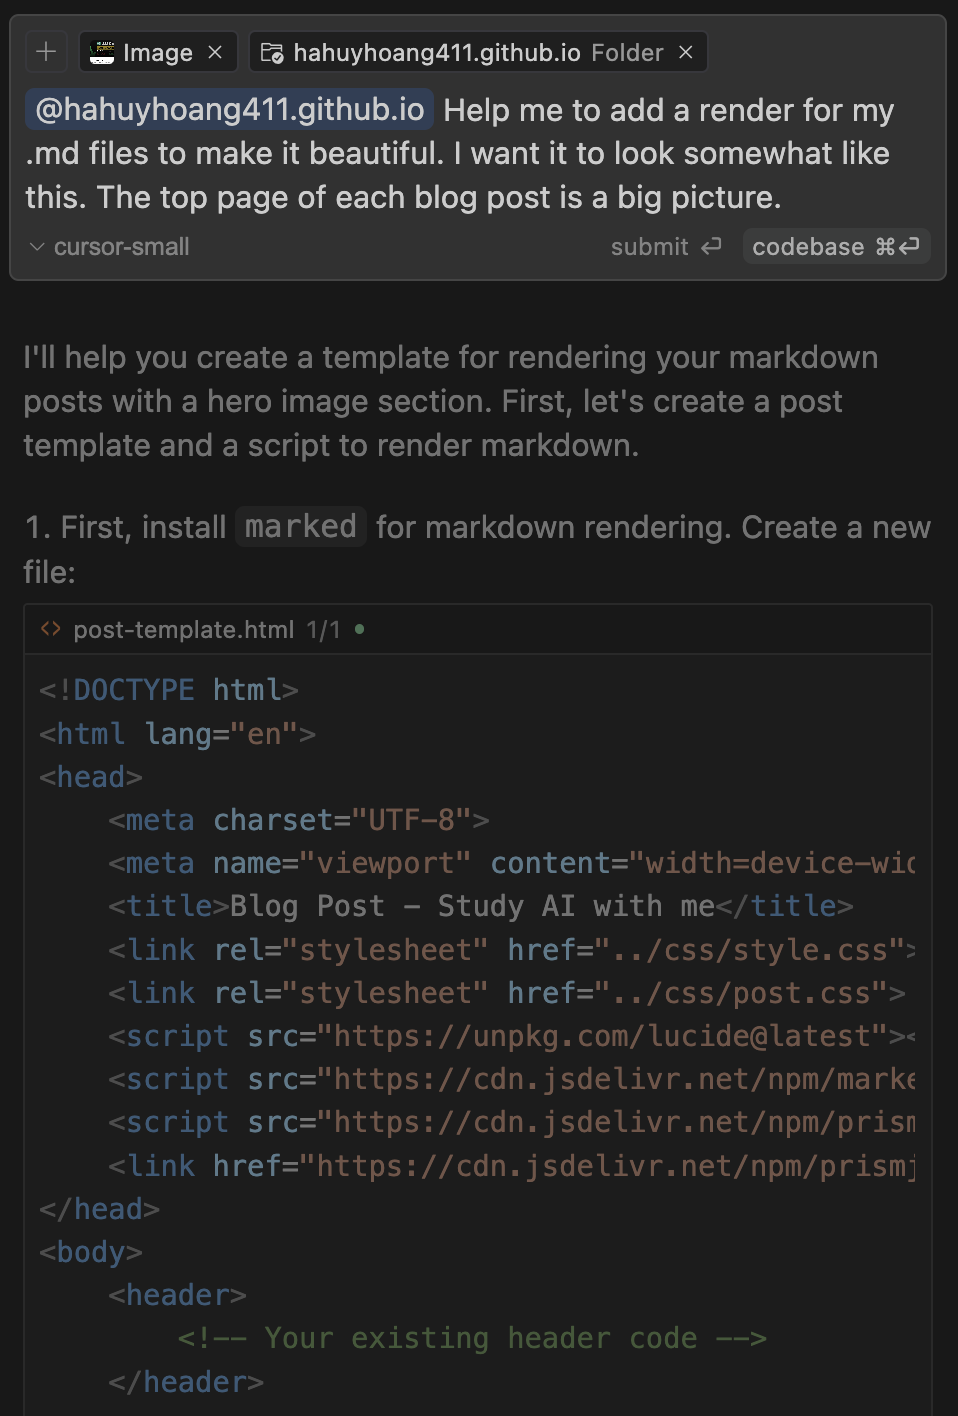 Image
hahuyhoang411.github.io Folder
@hahuyhoang411.github.io Help me to add a render for my
.md files to make it beautiful. I want it to look somewhat like
this. The top page of each blog post is a big picture.
cursor-small
submit ⏎ codebase ⌘⏎
I'll help you create a template for rendering your markdown
posts with a hero image section. First, let's create a post
template and a script to render markdown.
1. First, install marked for markdown rendering. Create a new
file:
<> post-template.html 1/1
<!DOCTYPE html>
<html lang="en">
<head>
    <meta charset="UTF-8">
    <meta name="viewport" content="width=device-wid
    <title>Blog Post – Study AI with me</title>
    <link rel="stylesheet" href="../css/style.css">
    <link rel="stylesheet" href="../css/post.css">
    <script src="https://unpkg.com/lucide@latest"><
    <script src="https://cdn.jsdelivr.net/npm/marke
    <script src="https://cdn.jsdelivr.net/npm/prism
    <link href="https://cdn.jsdelivr.net/npm/prismj
</head>
<body>
    <header>
        <!-- Your existing header code -->
    </header>